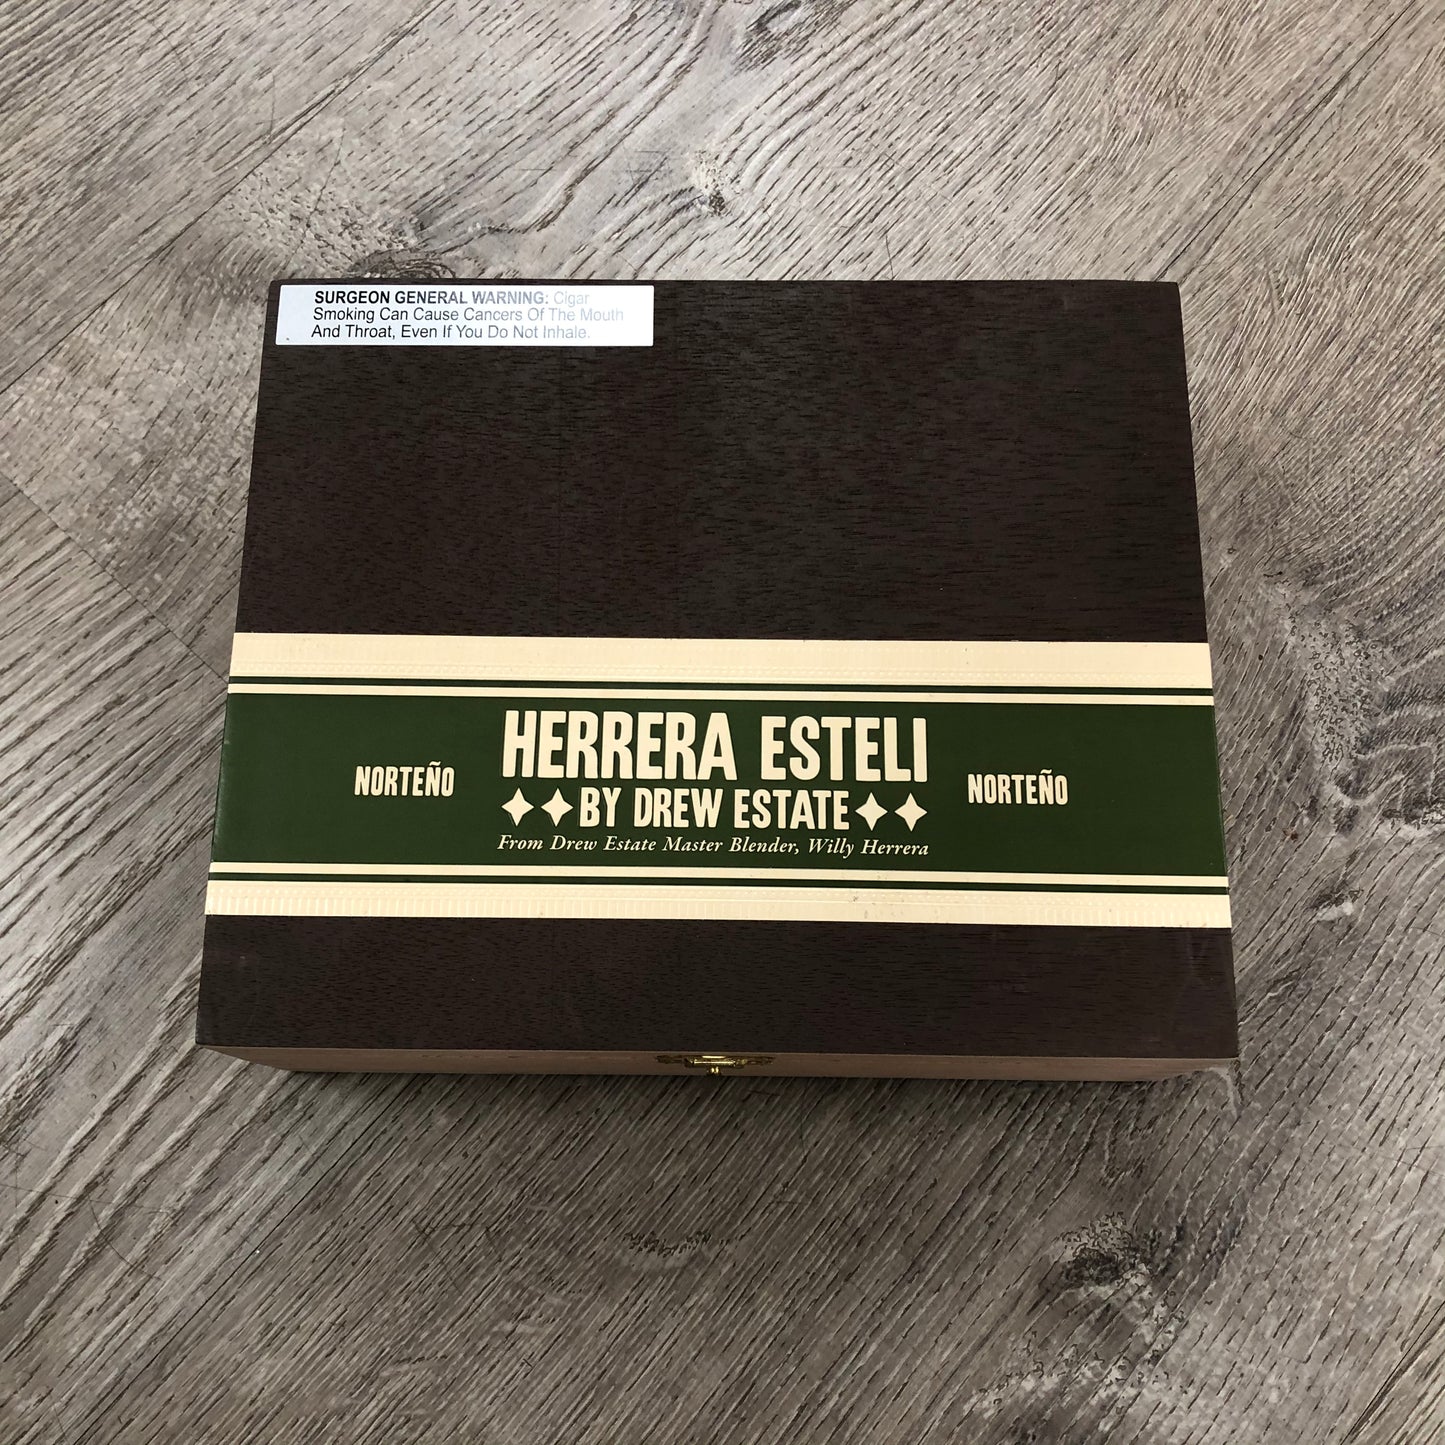 SURGEON GENERAL WARNING: Cigar
Smoking Can Cause Cancers Of The Mouth
And Throat, Even If You Do Not Inhale.
HERRERA ESTELI
NORTEÑO
NORTEÑO
BY DREW ESTATE
From Drew Estate Master Blender, Willy Herrera